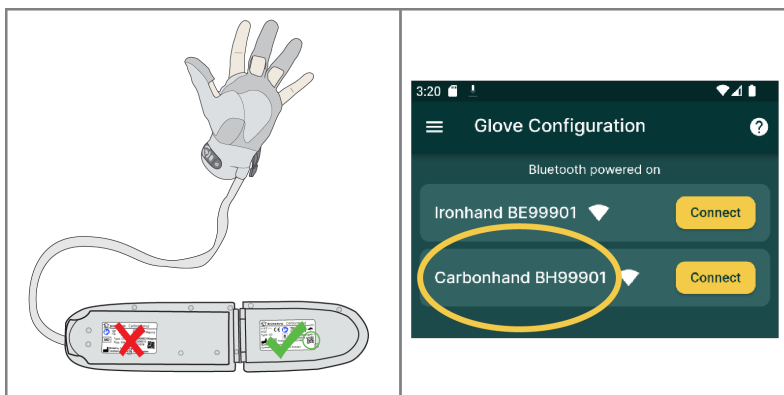 3:20
Glove Configuration
?
Bluetooth powered on
Ironhand BE99901
Connect
Carbonhand BH99901
Connect